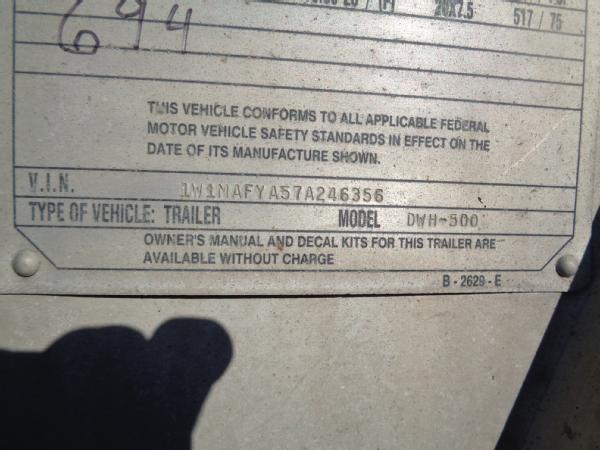 20X7.5 517 / 75
694
THIS VEHICLE CONFORMS TO ALL APPLICABLE FEDERAL
MOTOR VEHICLE SAFETY STANDARDS IN EFFECT ON THE
DATE OF ITS MANUFACTURE SHOWN.
V.I.N. 1W1MAFYA57A246356
TYPE OF VEHICLE: TRAILER MODEL DWH-500
OWNER'S MANUAL AND DECAL KITS FOR THIS TRAILER ARE
AVAILABLE WITHOUT CHARGE
B - 2629 - E